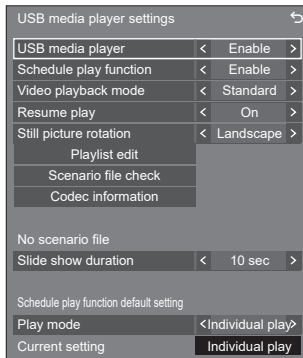 USB media player settings
USB media player < Enable >
Schedule play function < Enable >
Video playback mode < Standard >
Resume play < On >
Still picture rotation < Landscape >
Playlist edit
Scenario file check
Codec information
No scenario file
Slide show duration < 10 sec >
Schedule play function default setting
Play mode <Individual play>
Current setting Individual play